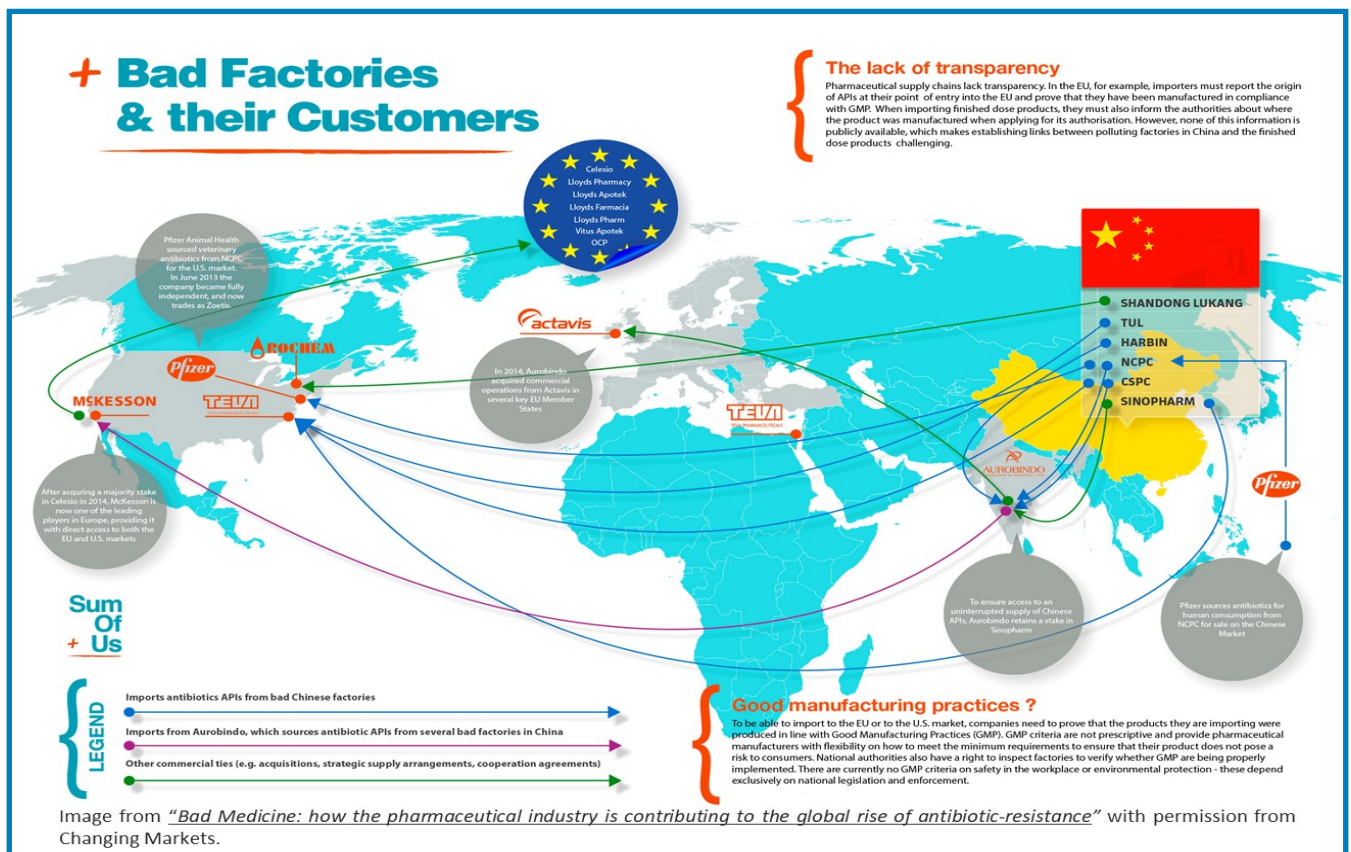 + Bad Factories
& their Customers
The lack of transparency
Pharmaceutical supply chains lack transparency. In the EU, for example, importers must report the origin
of APIs at their point of entry into the EU and prove that they have been manufactured in compliance
with GMP. When importing finished dose products, they must also inform the authorities about where
the product was manufactured when applying for its authorisation. However, none of this information is
publicly available, which makes establishing links between polluting factories in China and the finished
dose products challenging.
Celesio
Lloyds Pharmacy
Lloyds Apotek
Lloyds Farmacia
Lloyds Pharm
Vitus Apotek
OCP
Pfizer Animal Health
sourced veterinary
antibiotics from NCPC
for the U.S. market.
In June 2013 the
company became fully
independent, and now
trades as Zoetis.
SHANDONG LUKANG
TUL
HARBIN
NCPC
CSPC
SINOPHARM
actavis
AROCHEM
Pfizer
McKESSON
TEVA
TEVA PHARMACEUTICALS
In 2014, Aurobindo
acquired commercial
operations from Actavis in
several key EU Member
States
TEVA
TEVA PHARMACEUTICALS
AUROBINDO
Pfizer
After acquring a majority stake
in Celesio in 2014, McKesson is
now one of the leading
players in Europe, providing it
with direct access to both the
EU and U.S. markets
To ensure access to an
uninterrupted supply of Chinese
APIs, Aurobindo retains a stake in
Sinopharm
Pfizer sources antibiotics for
human consumption from
NCPC for sale on the Chinese
Market
Sum
Of
+ Us
LEGEND
Imports antibiotics APIs from bad Chinese factories
Imports from Aurobindo, which sources antibiotic APIs from several bad factories in China
Other commercial ties (e.g. acquisitions, strategic supply arrangements, cooperation agreements)
Good manufacturing practices ?
To be able to import to the EU or to the U.S. market, companies need to prove that the products they are importing were
produced in line with Good Manufacturing Practices (GMP). GMP criteria are not prescriptive and provide pharmaceutical
manufacturers with flexibility on how to meet the minimum requirements to ensure that their product does not pose a
risk to consumers. National authorities also have a right to inspect factories to verify whether GMP are being properly
implemented. There are currently no GMP criteria on safety in the workplace or environmental protection - these depend
exclusively on national legislation and enforcement.
Image from "Bad Medicine: how the pharmaceutical industry is contributing to the global rise of antibiotic-resistance" with permission from
Changing Markets.